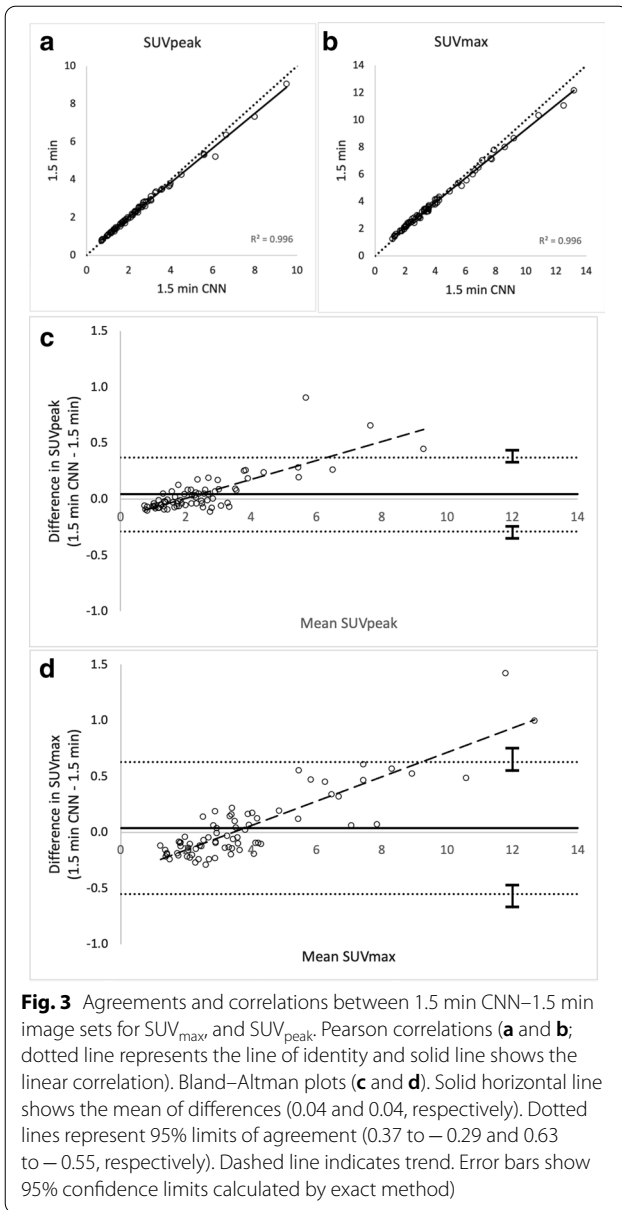 a
SUVpeak
10
8
6
4
2
0
1.5 min
0 2 4 6 8 10
1.5 min CNN
R² = 0.996
b
SUVmax
14
12
10
8
6
4
2
0
1.5 min
0 2 4 6 8 10 12 14
1.5 min CNN
R² = 0.996
c
1.5
1.0
0.5
0.0
-0.5
-1.0
Difference in SUVpeak
(1.5 min CNN - 1.5 min)
0 2 4 6 8 10 12 14
Mean SUVpeak
d
1.5
1.0
0.5
0.0
-0.5
-1.0
Difference in SUVmax
(1.5 min CNN - 1.5 min)
0 2 4 6 8 10 12 14
Mean SUVmax
Fig. 3 Agreements and correlations between 1.5 min CNN–1.5 min
image sets for SUVmax, and SUVpeak. Pearson correlations (a and b;
dotted line represents the line of identity and solid line shows the
linear correlation). Bland–Altman plots (c and d). Solid horizontal line
shows the mean of differences (0.04 and 0.04, respectively). Dotted
lines represent 95% limits of agreement (0.37 to − 0.29 and 0.63
to − 0.55, respectively). Dashed line indicates trend. Error bars show
95% confidence limits calculated by exact method)